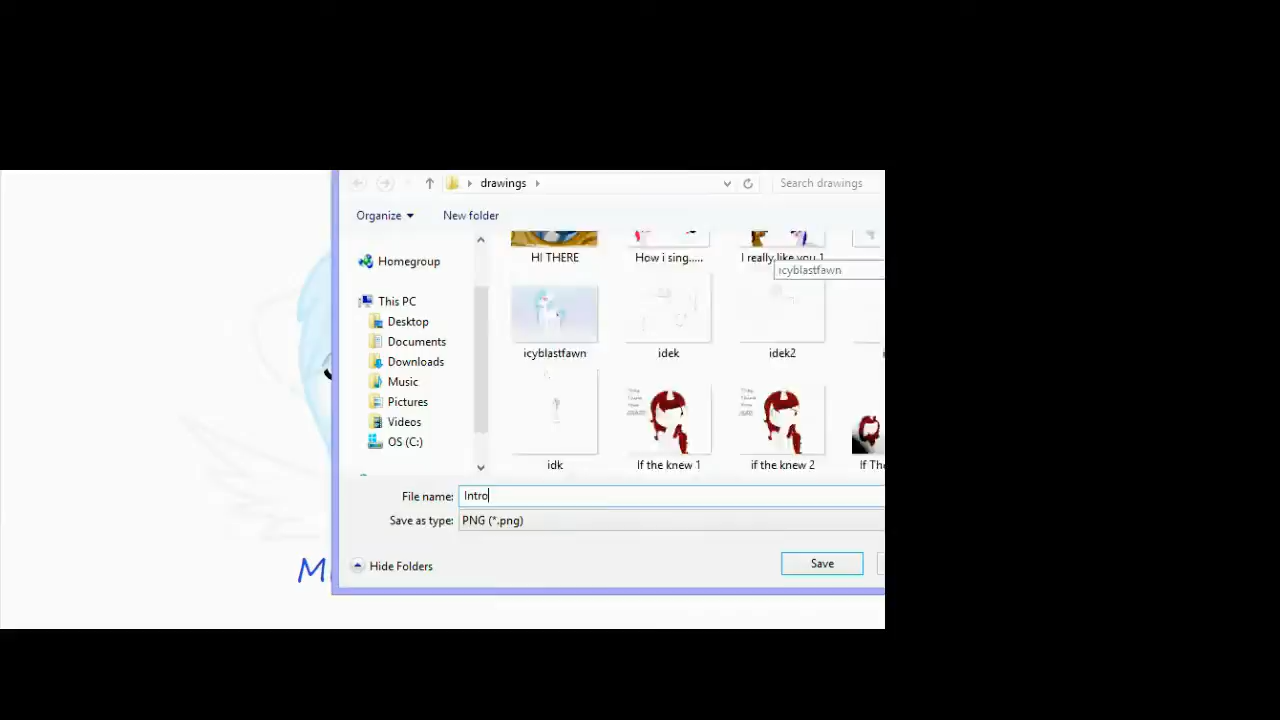 drawings
Search drawings
Organize
New folder
Homegroup
This PC
Desktop
Documents
Downloads
Music
Pictures
Videos
OS (C:)
HI THERE
How i sing.....
I really like you 1
icyblastfawn
icyblastfawn
idek
idek2
idk
If the knew 1
if the knew 2
If Th
File name: Intro
Save as type: PNG (*.png)
Hide Folders
Save
M